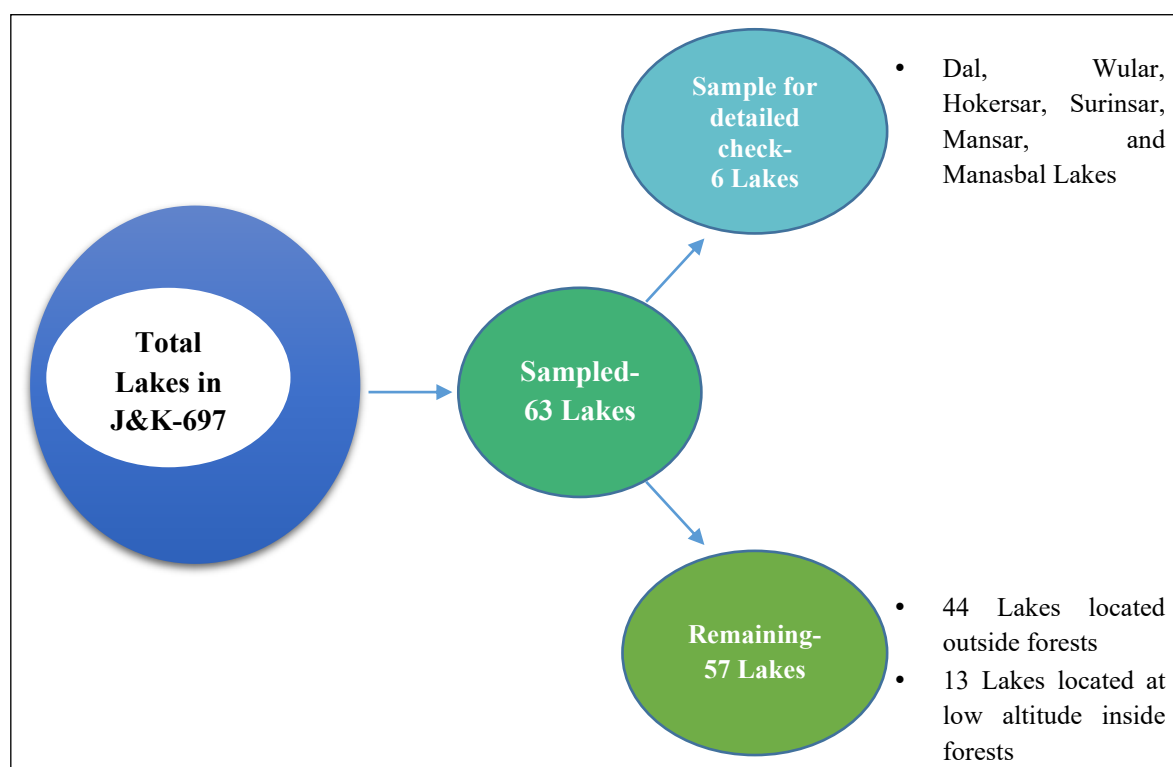 Total
Lakes in
J&K-697
Sampled-
63 Lakes
Sample for
detailed
check-
6 Lakes
• Dal, Wular,
Hokersar, Surinsar,
Mansar, and
Manasbal Lakes
Remaining-
57 Lakes
• 44 Lakes located
outside forests
• 13 Lakes located at
low altitude inside
forests